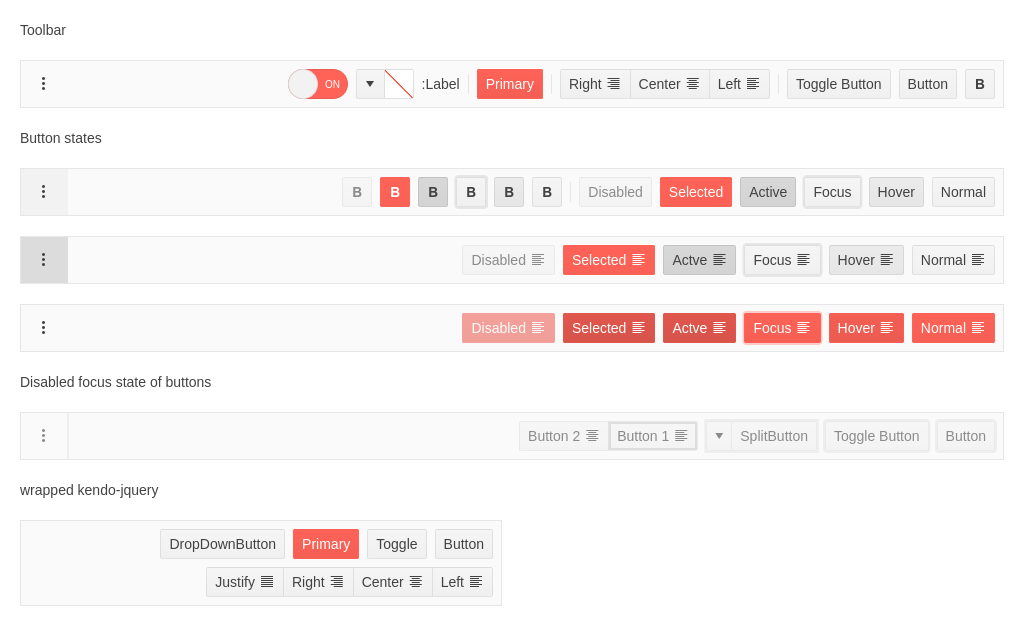 Toolbar
ON :Label Primary Right Center Left Toggle Button Button B
Button states
B B B B B B Disabled Selected Active Focus Hover Normal
Disabled Selected Actve Focus Hover Normal
Disabled Selected Actve Focus Hover Normal
Disabled focus state of buttons
Button 2 Button 1 SplitButton Toggle Button Button
wrapped kendo-jquery
DropDownButton Primary Toggle Button
Justify Right Center Left